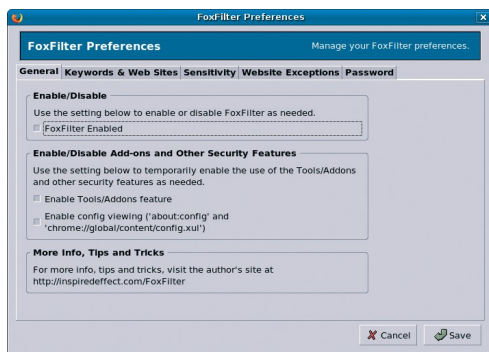 FoxFilter Preferences
FoxFilter Preferences
Manage your FoxFilter preferences.
General Keywords & Web Sites Sensitivity Website Exceptions Password
Enable/Disable
Use the setting below to enable or disable FoxFilter as needed.
FoxFilter Enabled
Enable/Disable Add-ons and Other Security Features
Use the setting below to temporarily enable the use of the Tools/Addons
and other security features as needed.
Enable Tools/Addons feature
Enable config viewing ('about:config' and
'chrome://global/content/config.xul')
More Info, Tips and Tricks
For more info, tips and tricks, visit the author's site at
http://inspiredeffect.com/FoxFilter
Cancel Save